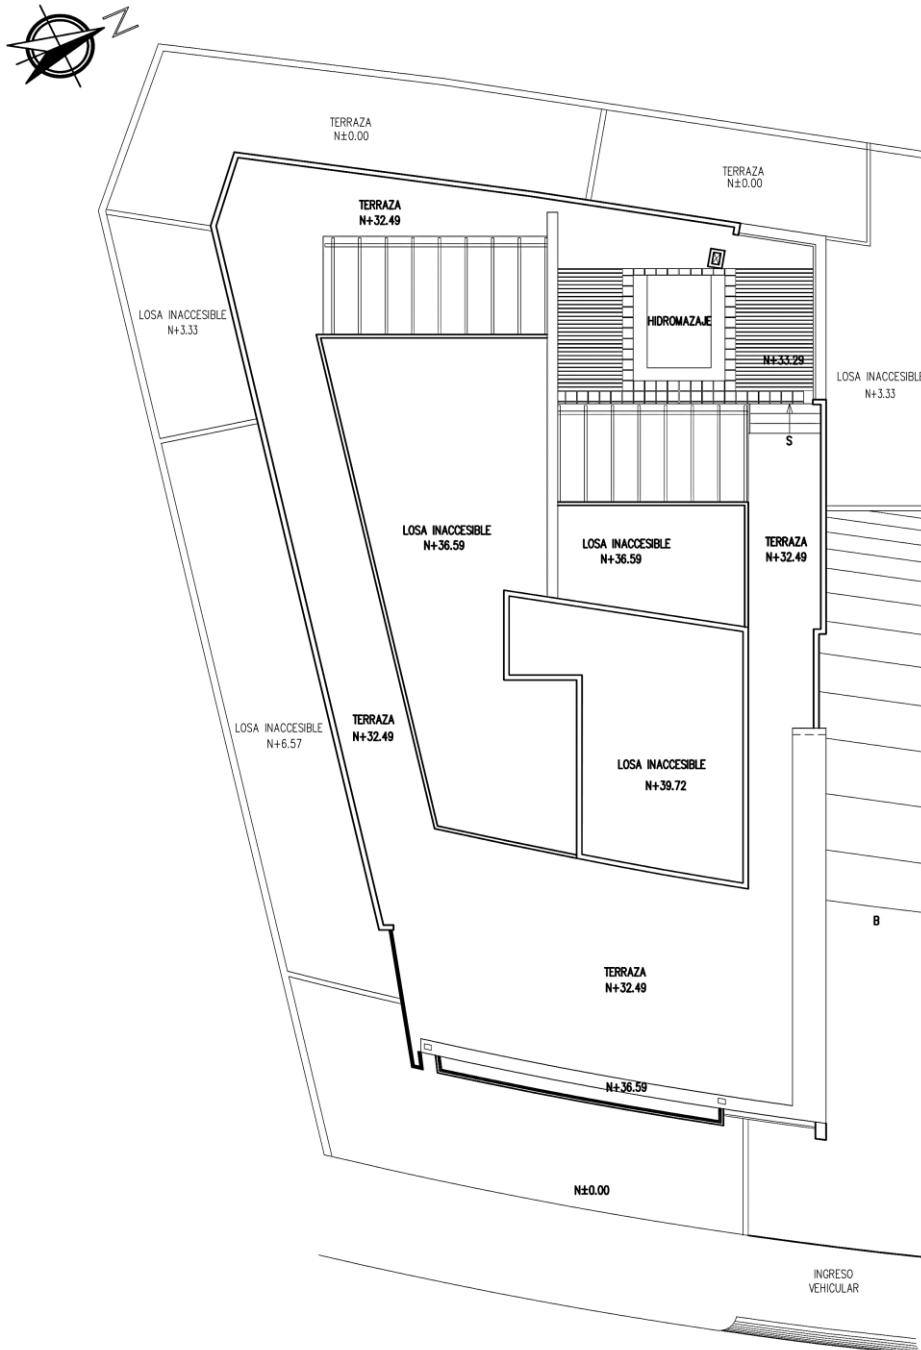 N
TERRAZA
N±0.00
TERRAZA
N±0.00
TERRAZA
N+32.49
LOSA INACCESIBLE
N+3.33
HIDROMAZAJE
N+33.29
LOSA INACCESIBLE
N+3.33
S
LOSA INACCESIBLE
N+36.59
LOSA INACCESIBLE
N+36.59
TERRAZA
N+32.49
LOSA INACCESIBLE
N+6.57
TERRAZA
N+32.49
LOSA INACCESIBLE
N+39.72
B
TERRAZA
N+32.49
N+36.59
N±0.00
INGRESO
VEHICULAR